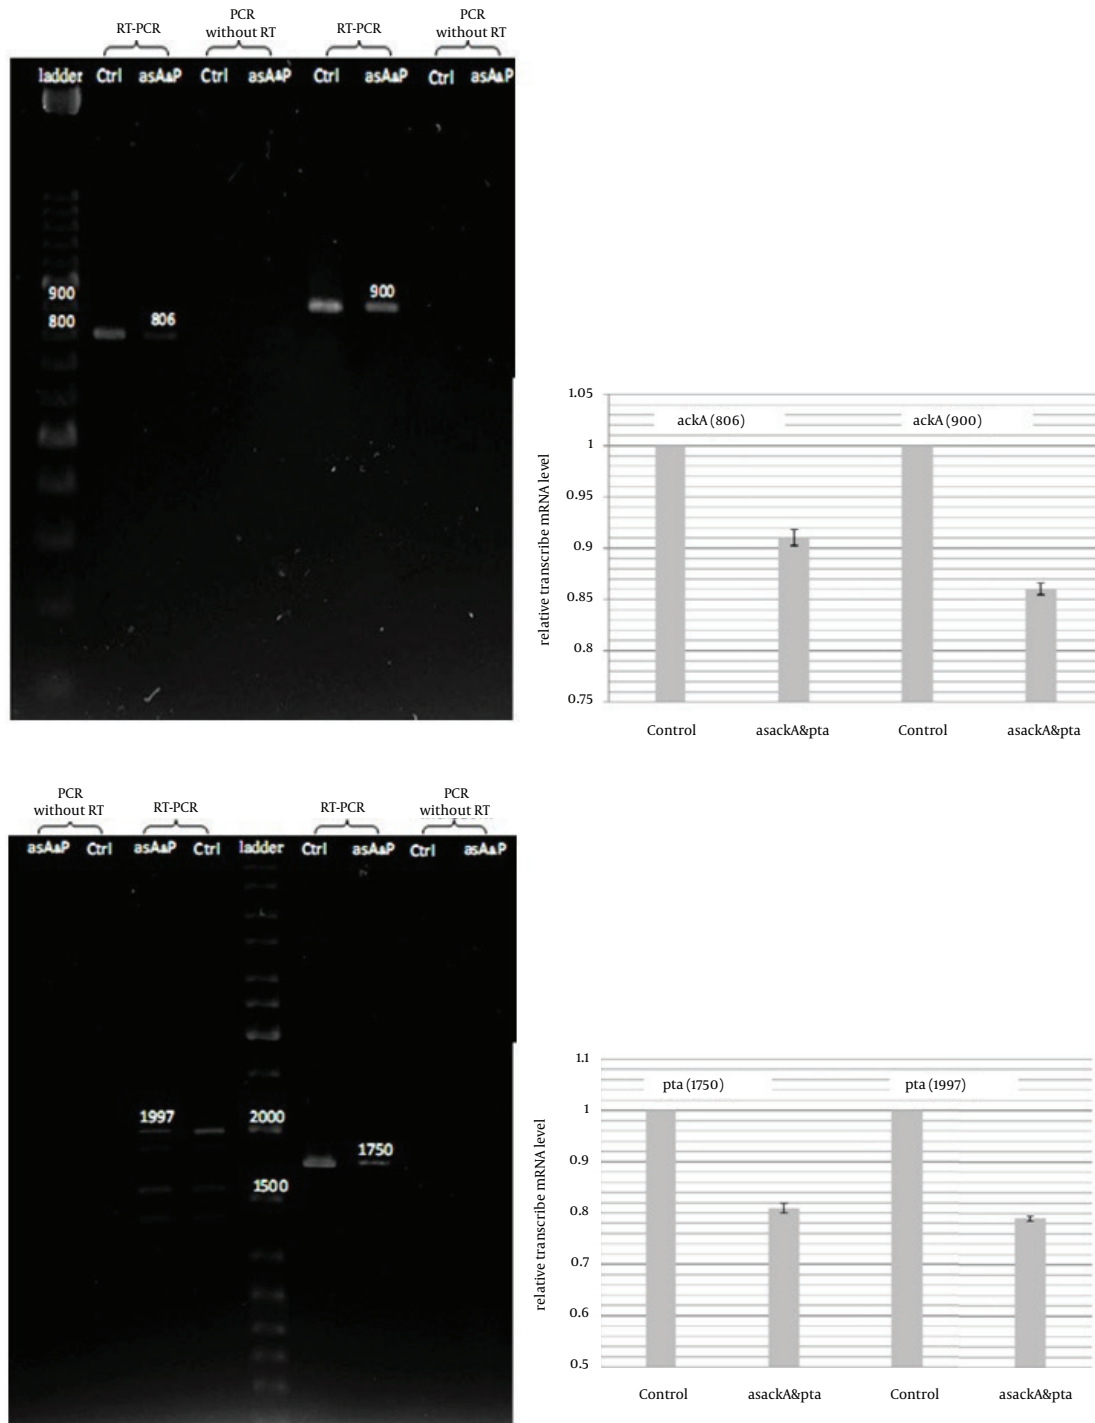 RT-PCR
PCR
without RT
RT-PCR
PCR
without RT
ladder Ctrl asA&P Ctrl asA&P Ctrl asA&P Ctrl asA&P
900
900
800
806
1.05
1
0.95
0.9
0.85
0.8
0.75
relative transcribe mRNA level
ackA (806)
ackA (900)
Control asackA&pta Control asackA&pta
PCR
without RT
RT-PCR
RT-PCR
PCR
without RT
asA&P Ctrl asA&P Ctrl ladder Ctrl asA&P Ctrl asA&P
1997
2000
1750
1500
1.1
1
0.9
0.8
0.7
0.6
0.5
relative transcribe mRNA level
pta (1750)
pta (1997)
Control asackA&pta Control asackA&pta